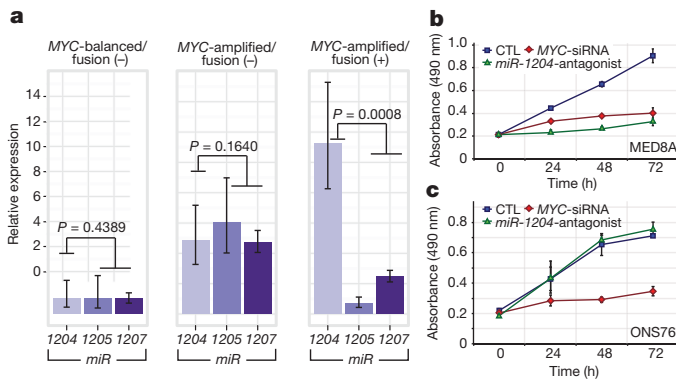 a
MYC-balanced/
fusion (–)
MYC-amplified/
fusion (–)
MYC-amplified/
fusion (+)
Relative expression
14
12
10
8
6
4
2
0
P = 0.4389
P = 0.1640
P = 0.0008
1204 1205 1207
miR
1204 1205 1207
miR
1204 1205 1207
miR
b
CTL MYC-siRNA
miR-1204-antagonist
Absorbance (490 nm)
1.0
0.8
0.6
0.4
0.2
0 24 48 72
MED8A
Time (h)
c
CTL MYC-siRNA
miR-1204-antagonist
Absorbance (490 nm)
0.8
0.6
0.4
0.2
0 24 48 72
ONS76
Time (h)